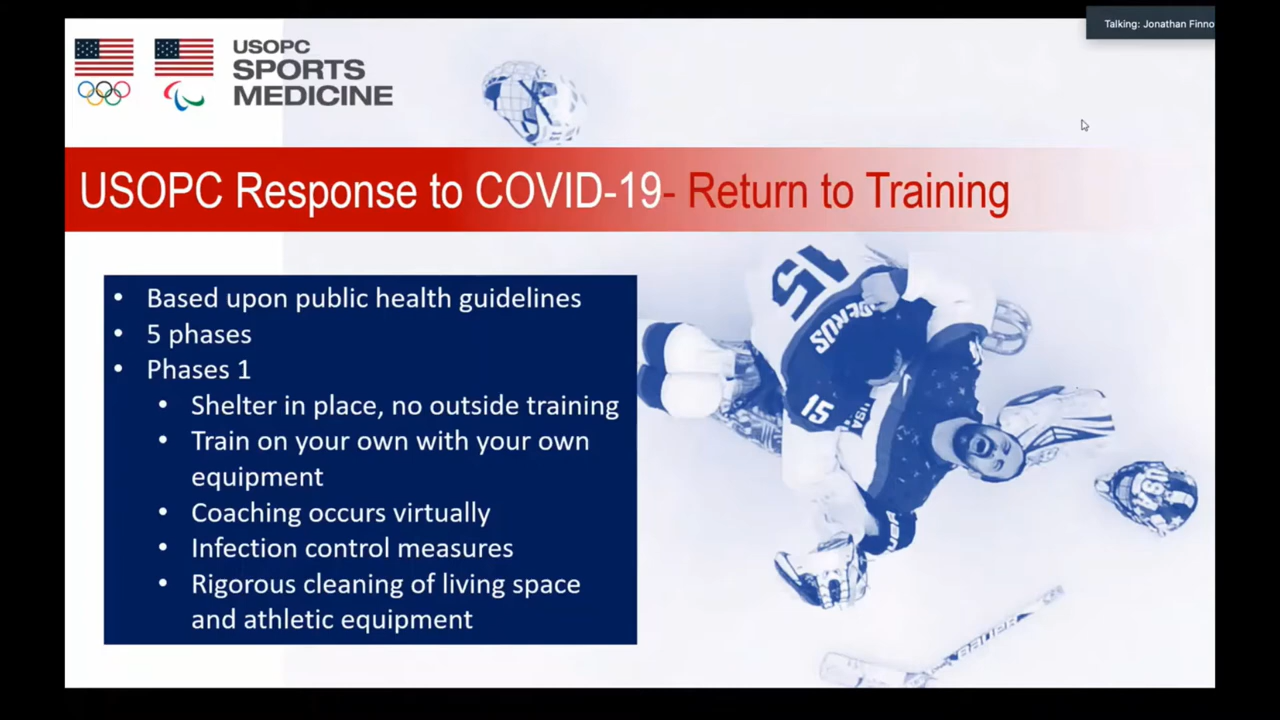 Talking: Jonathan Finno
USOPC
SPORTS
MEDICINE
USOPC Response to COVID-19- Return to Training
• Based upon public health guidelines
• 5 phases
• Phases 1
• Shelter in place, no outside training
• Train on your own with your own
equipment
• Coaching occurs virtually
• Infection control measures
• Rigorous cleaning of living space
and athletic equipment
15
15
USA
USA
BAUER